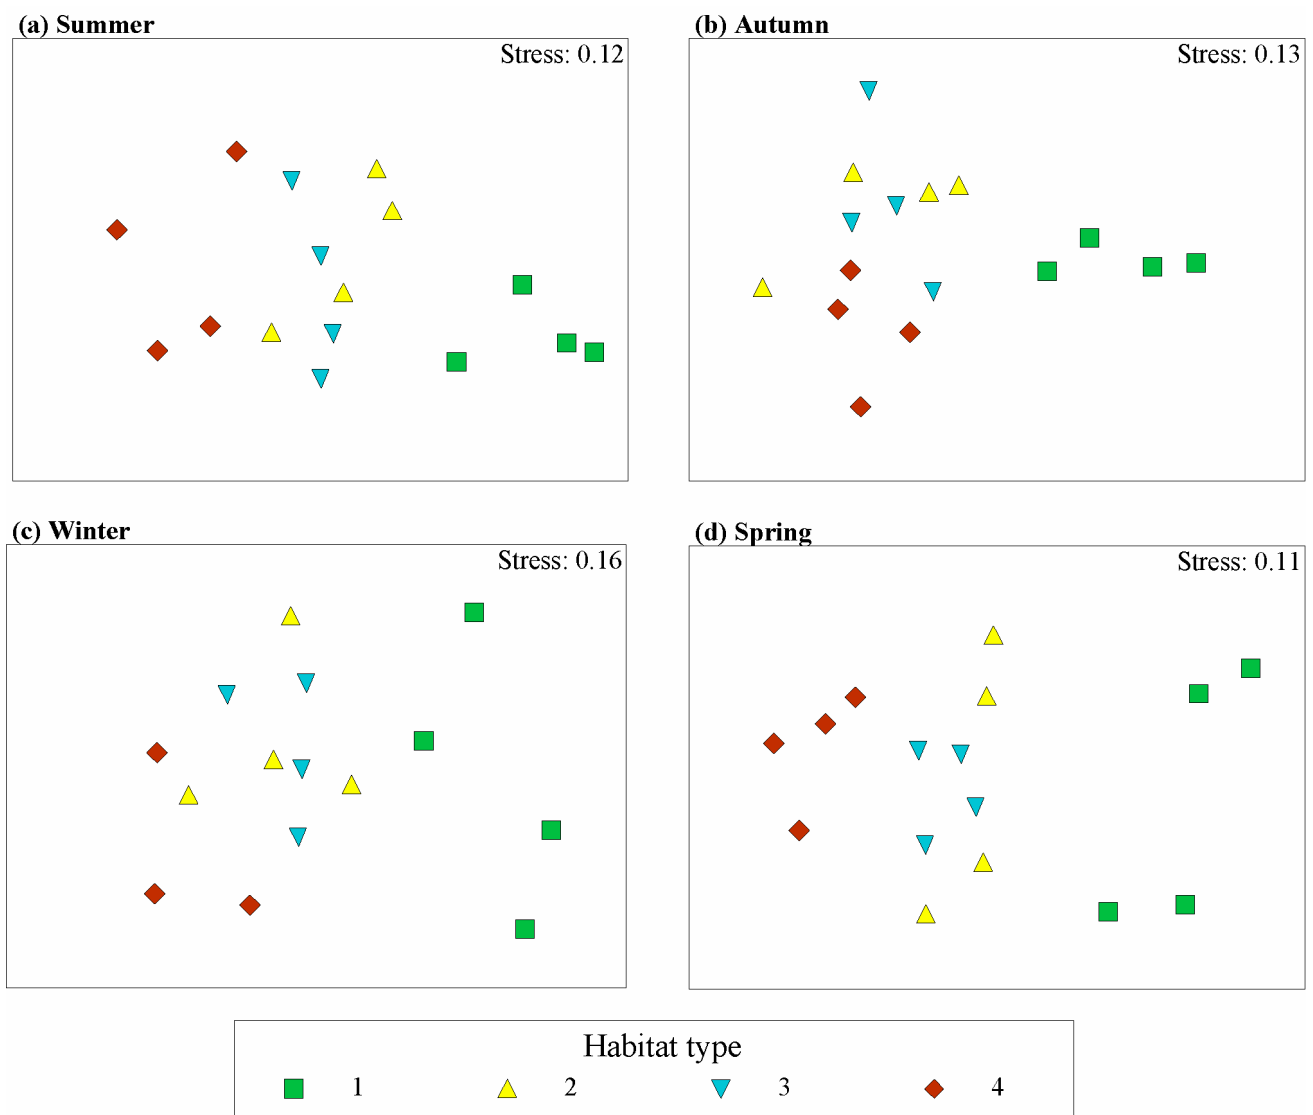 (a) Summer
Stress: 0.12
(b) Autumn
Stress: 0.13
(c) Winter
Stress: 0.16
(d) Spring
Stress: 0.11
Habitat type
1 2 3 4